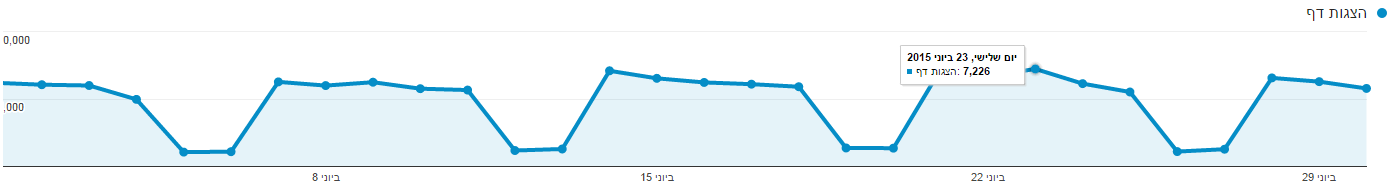 הצגות דף
0,000
יום שלישי, 23 ביוני 2015
הצגות דף: 7,226
,000
8 ביוני
15 ביוני
22 ביוני
29 ביוני